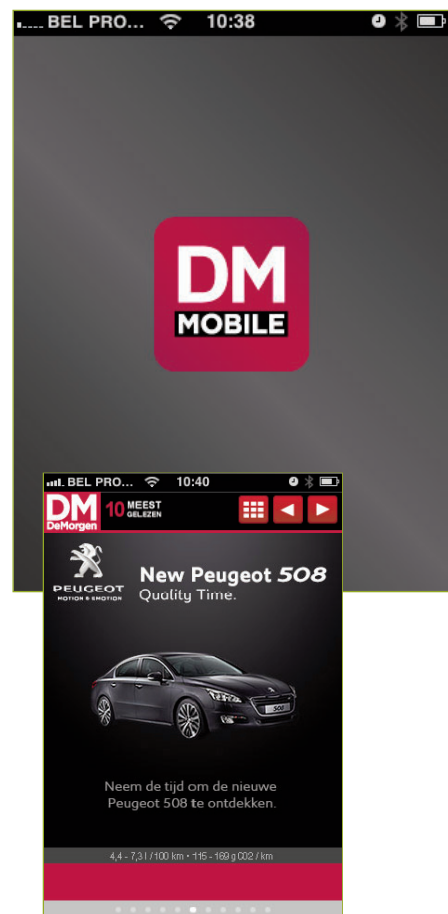 BEL PRO... 10:38
DM
MOBILE
BEL PRO... 10:40
DM
DeMorgen
10 MEEST
GELEZEN
PEUGEOT
MOTION & EMOTION
New Peugeot 508
Quality Time.
508
Neem de tijd om de nieuwe
Peugeot 508 te ontdekken.
4,4 - 7,3 l / 100 km • 115 - 169 g CO2 / km